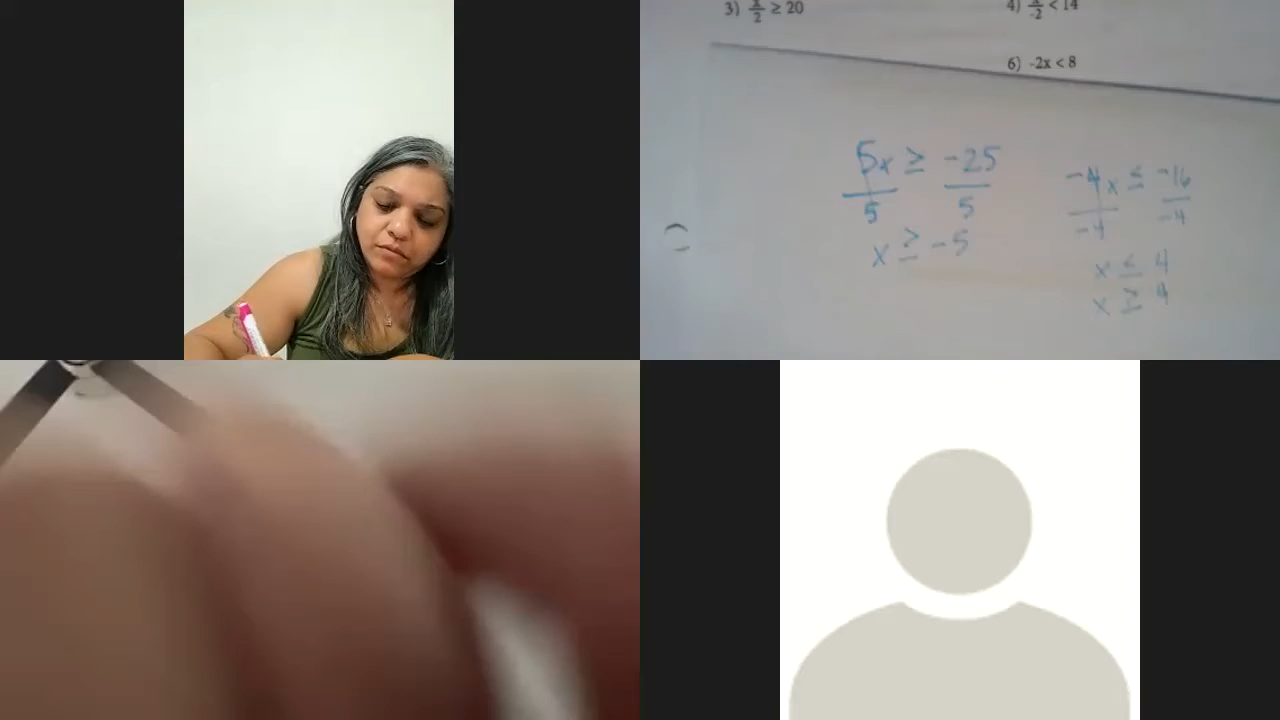 3) x/2 ≥ 20
4) x/-2 < 14
6) -2x < 8
5x ≥ -25
5 5
x ≥ -5
-4x ≤ -16
-4 -4
x ≤ 4
x ≥ 4